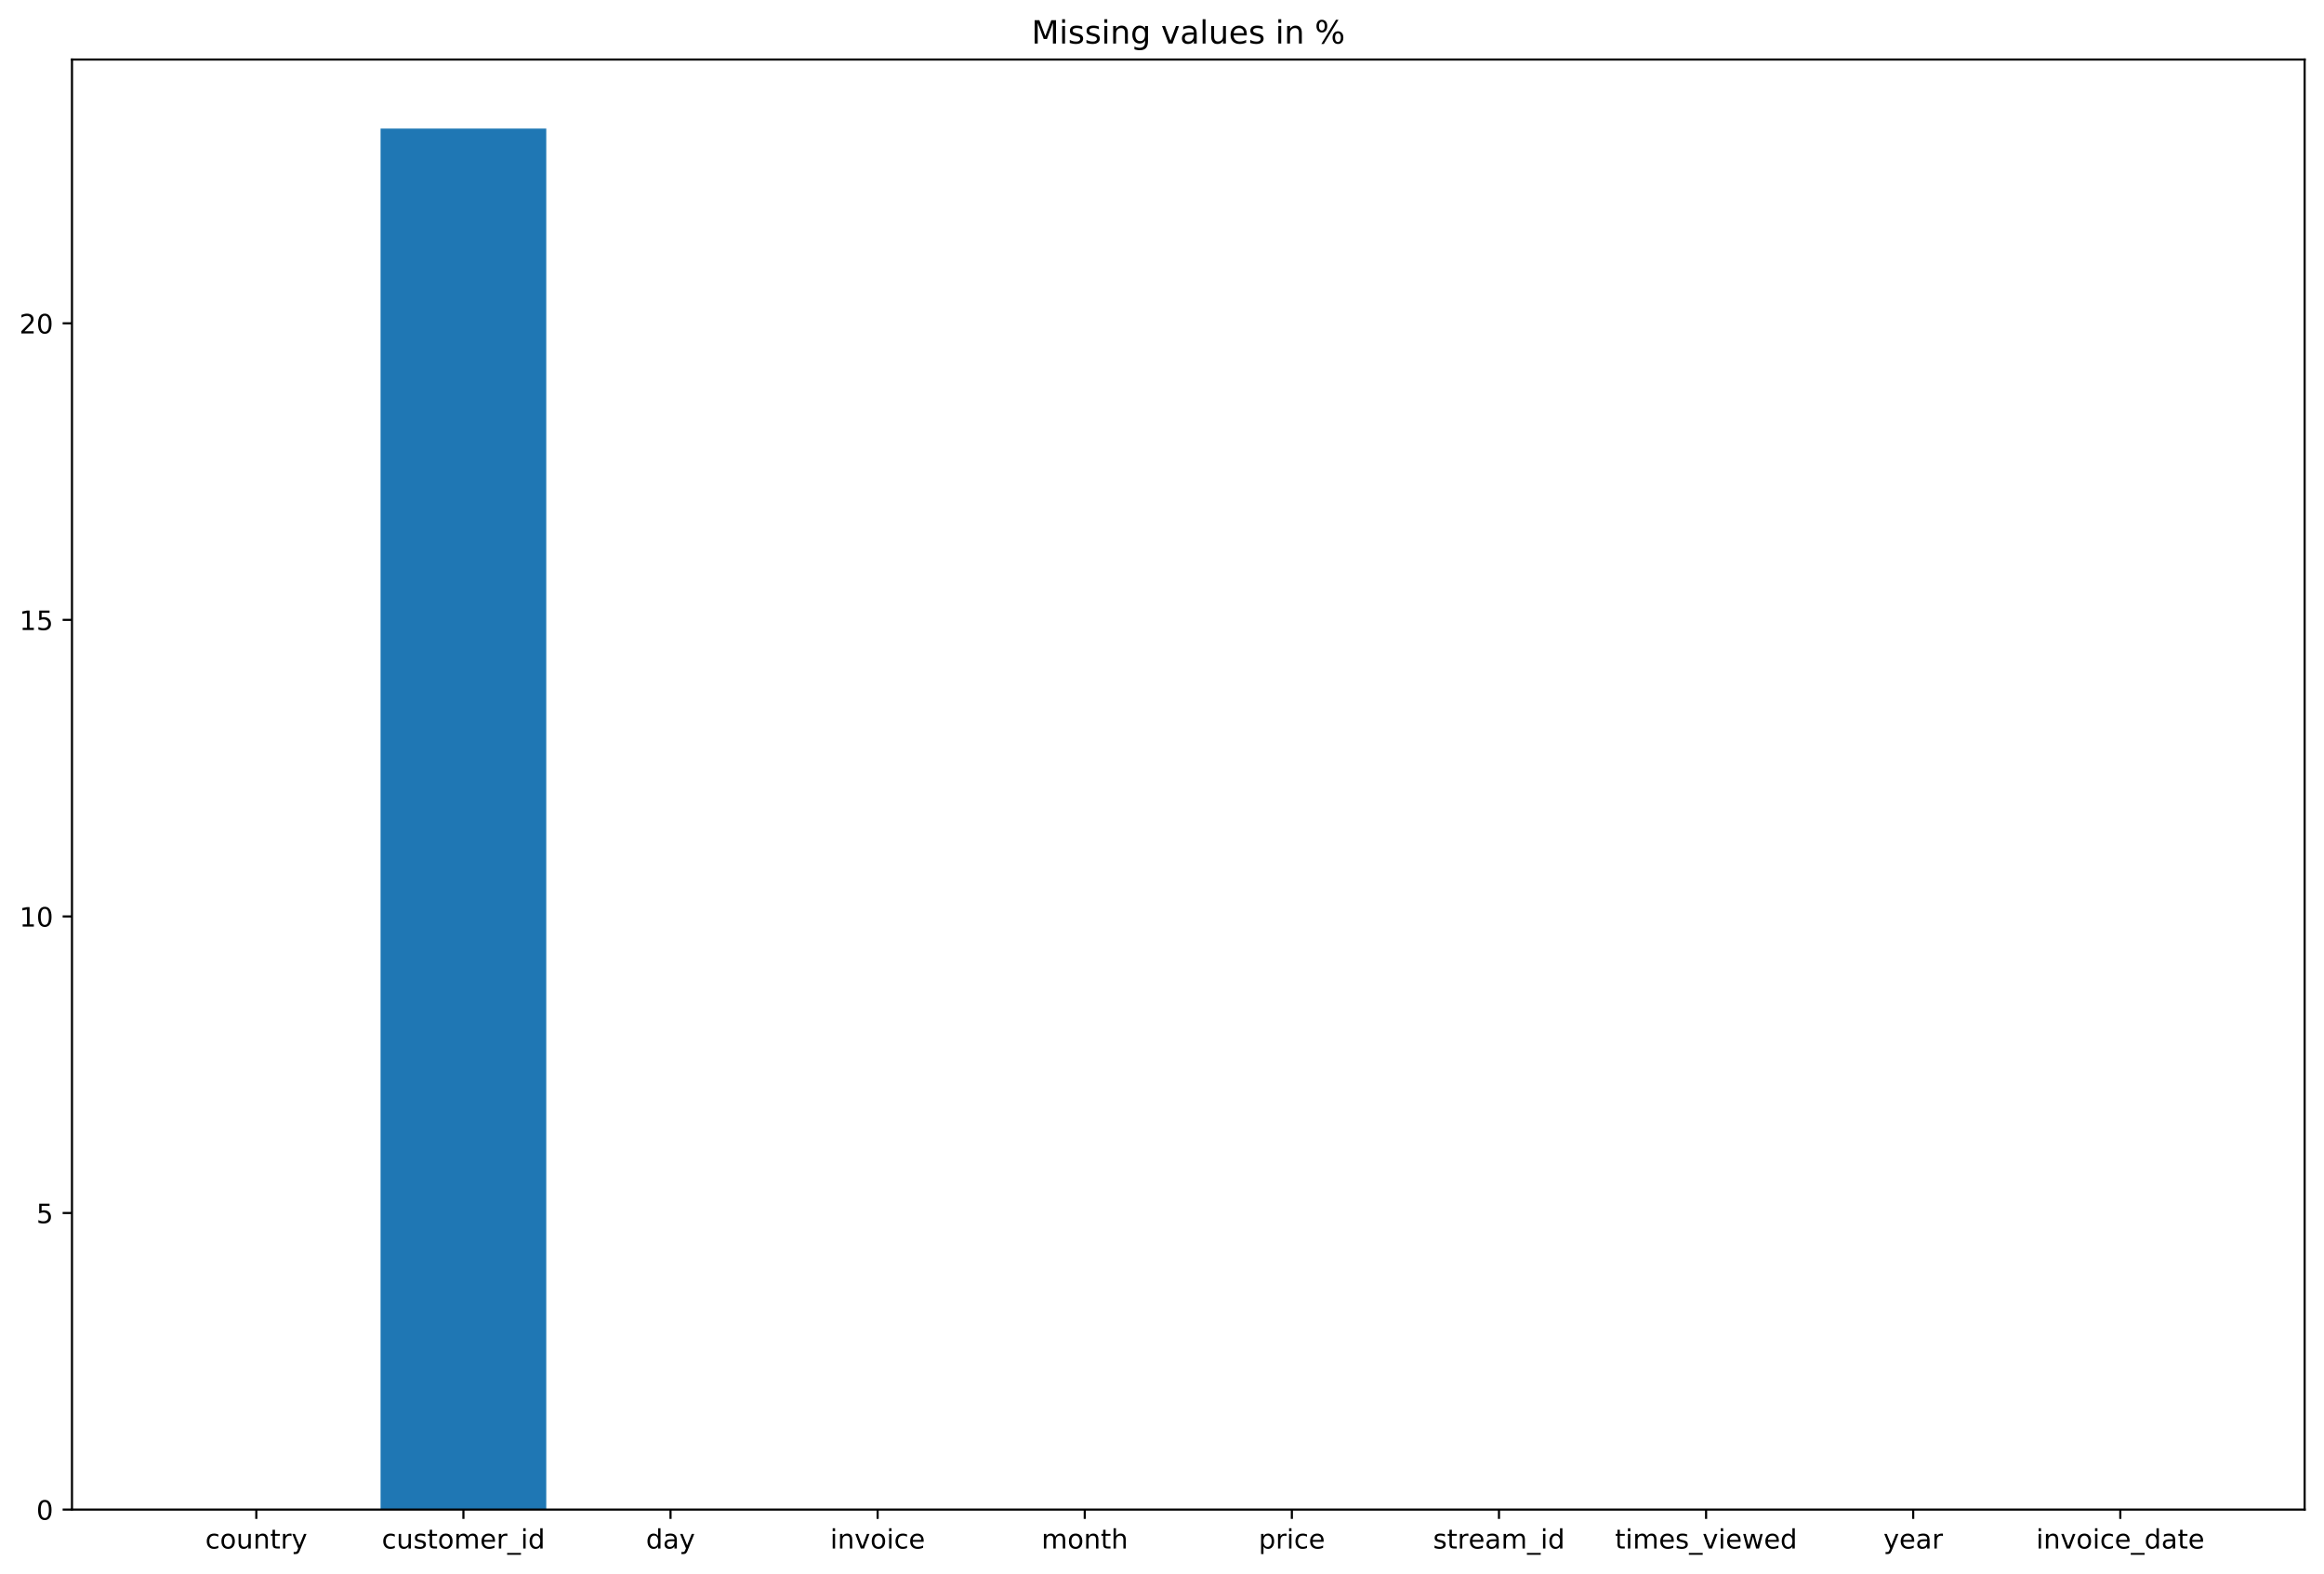 Missing values in %
20
15
10
5
0
country customer_id day invoice month price stream_id times_viewed year invoice_date